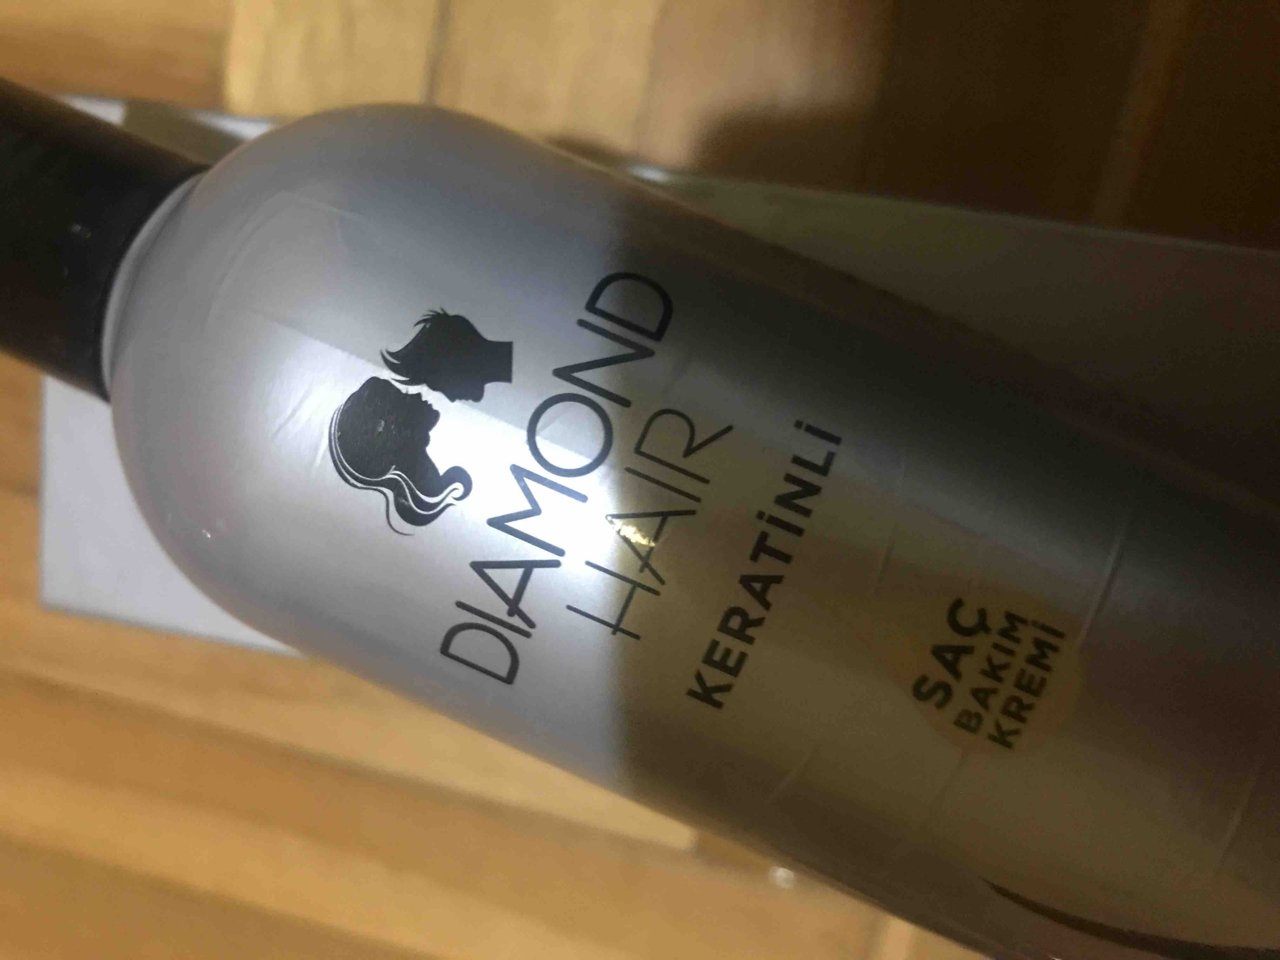 DIAMOND
HAIR
KERATİNLİ
SAÇ
BAKIM
KREMİ